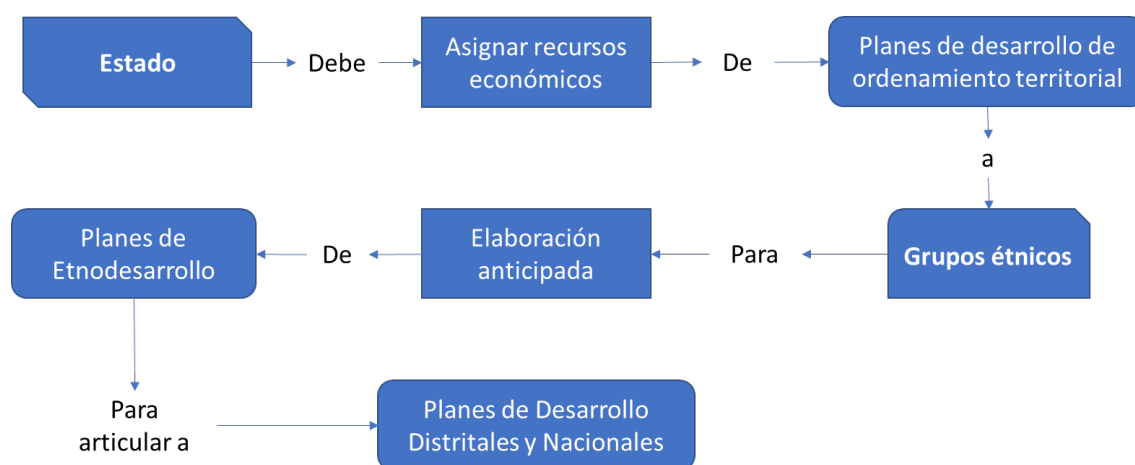 Estado
Debe
Asignar recursos
económicos
De
Planes de desarrollo de
ordenamiento territorial
a
Grupos étnicos
Para
Elaboración
anticipada
De
Planes de
Etnodesarrollo
Para
articular a
Planes de Desarrollo
Distritales y Nacionales